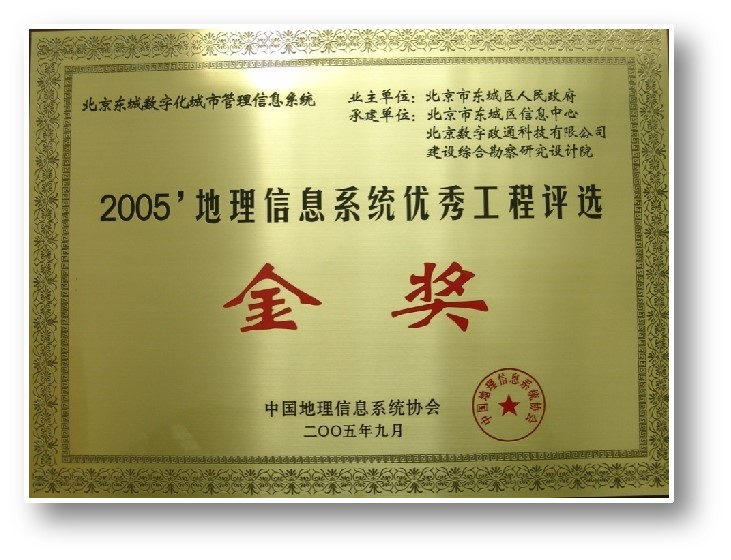 北京东城数字化城市管理信息系统
业主单位：北京市东城区人民政府
承建单位：北京市东城区信息中心
北京数字政通科技有限公司
建设综合勘察研究设计院
2005'地理信息系统优秀工程评选
金 奖
中国地理信息系统协会
二〇〇五年九月
中国地理信息系统协会